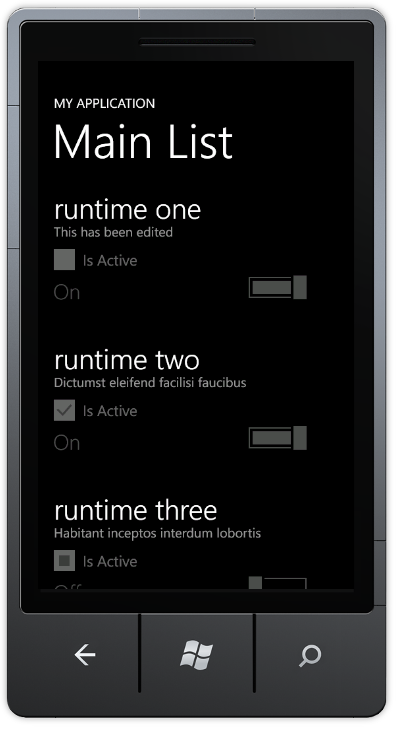 MY APPLICATION
Main List
runtime one
This has been edited
Is Active
On
runtime two
Dictumst eleifend facilisi faucibus
Is Active
On
runtime three
Habitant inceptos interdum lobortis
Is Active
Off